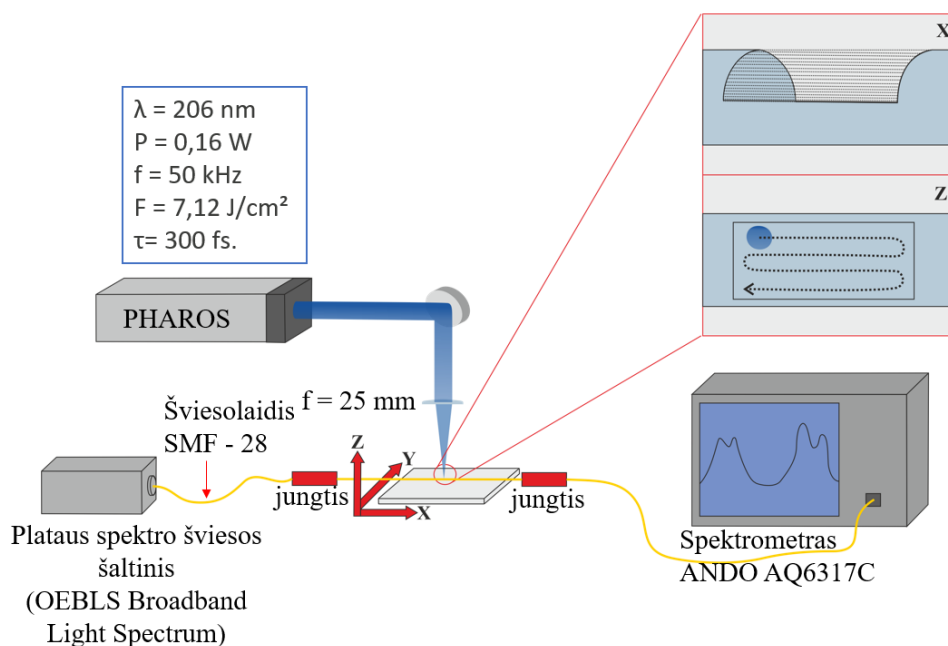 λ = 206 nm
P = 0,16 W
f = 50 kHz
F = 7,12 J/cm²
τ= 300 fs.
PHAROS
f = 25 mm
Šviesolaidis
SMF - 28
jungtis
Z
Y
X
jungtis
Plataus spektro šviesos
šaltinis
(OEBLS Broadband
Light Spectrum)
X
Z
Spektrometras
ANDO AQ6317C